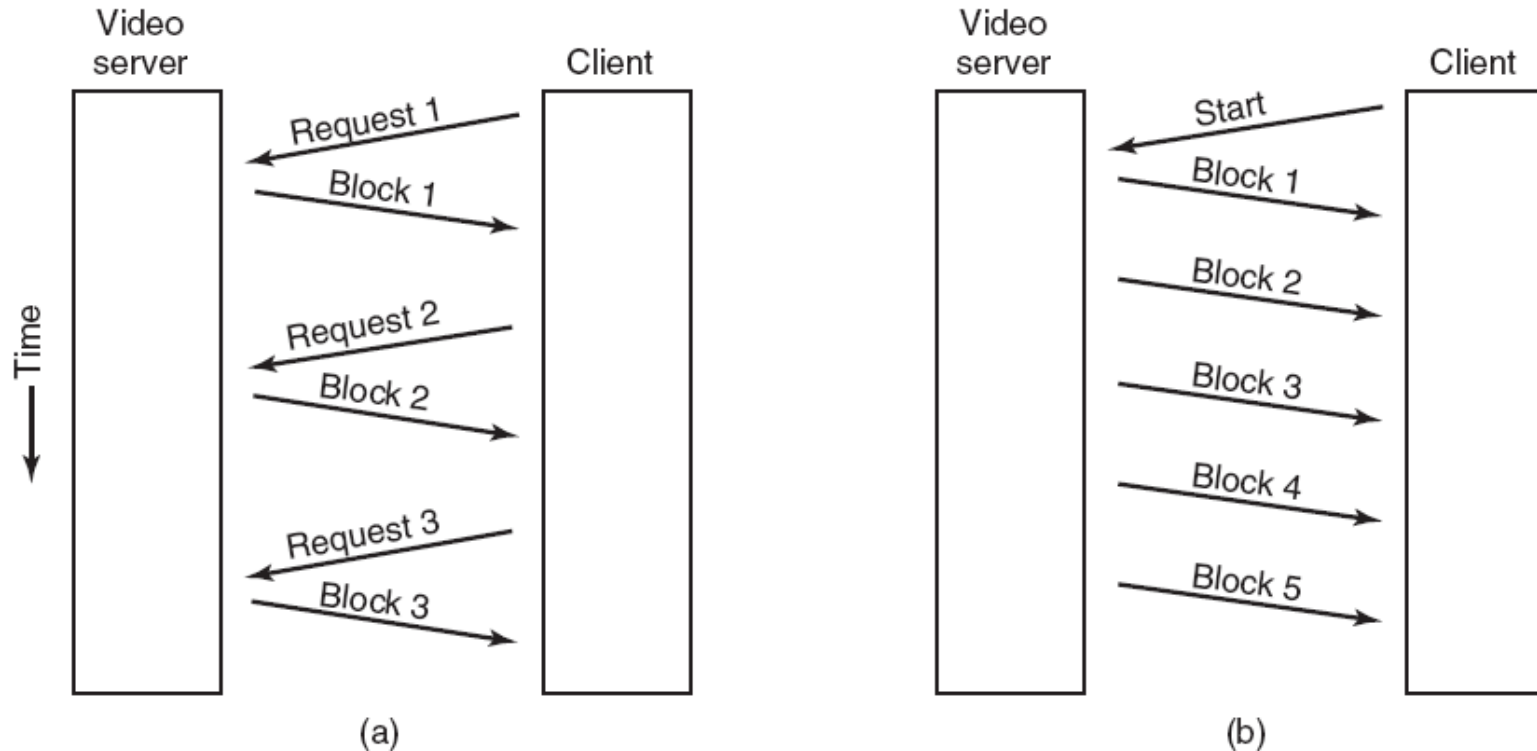 Video
server
Client
Request 1
Block 1
Request 2
Block 2
Request 3
Block 3
Time
(a)
Video
server
Client
Start
Block 1
Block 2
Block 3
Block 4
Block 5
(b)